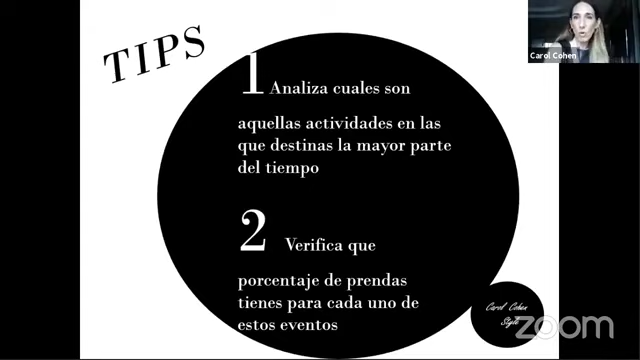 TIPS
Carol Cohen
1 Analiza cuales son
aquellas actividades en las
que destinas la mayor parte
del tiempo
2 Verifica que
porcentaje de prendas
tienes para cada uno de
estos eventos
Carol Cohen
Style
zoom